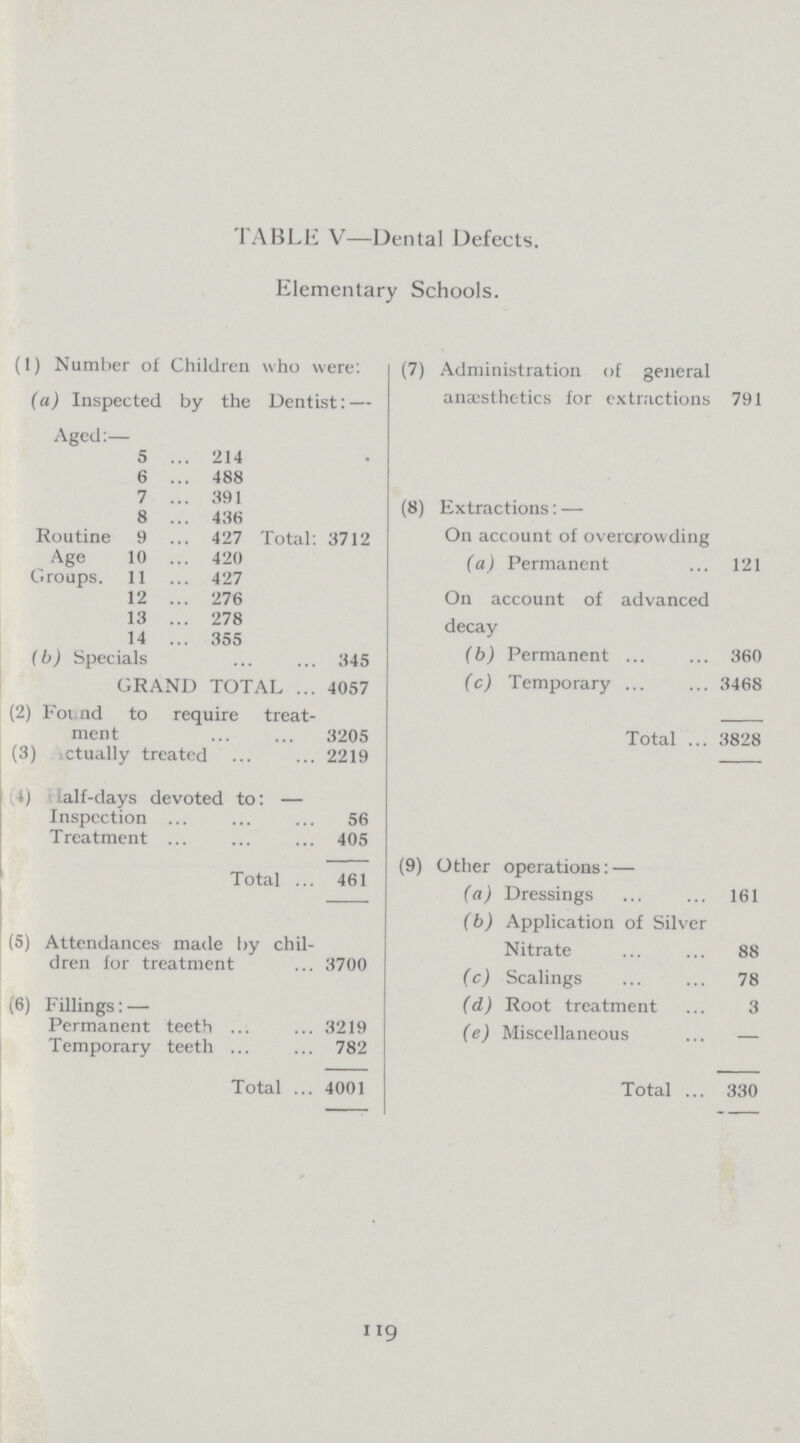 TABLE V—Dental Defects.
Elementary Schools.
(1) Number of Children who were:
(a) Inspected by the Dentist:—
Aged:—
5 ... 214
6 ... 488
7 ... 391
8 ... 436
Routine 9 ... 427 Total: 3712
Age 10 ... 420
Groups. 11 ... 427
12 ... 276
13 ... 278
14 ... 355
(b) Specials ... ... 345
GRAND TOTAL ... 4057
(2) Found to require treat-
ment ... ... 3205
(3) ctually treated ... ... 2219
4) alf-days devoted to: —
Inspection ... ... ... 56
Treatment ... ... ... 405
Total ... 461
(5) Attendances made by chil-
dren for treatment ... 3700
(6) Fillings:—
Permanent teeth ... ... 3219
Temporary teeth ... ... 782
Total ... 4001
(7) Administration of general
anæsthetics for extractions 791
(8) Extractions:—
On account of overcrowding
(a) Permanent ... 121
On account of advanced
decay
(b) Permanent ... ... 360
(c) Temporary ... ... 3468
Total ... 3828
(9) Other operations:—
(a) Dressings ... ... 161
(b) Application of Silver
Nitrate ... ... 88
(c) Scalings ... ... 78
(d) Root treatment ... 3
(e) Miscellaneous ... —
Total ... 330
119